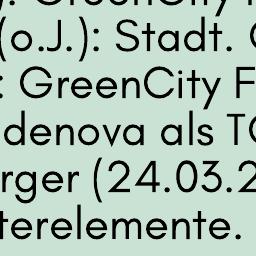 (o.J.): Stadt.
: GreenCity F
denova als T
rger (24.03.2
terelemente.